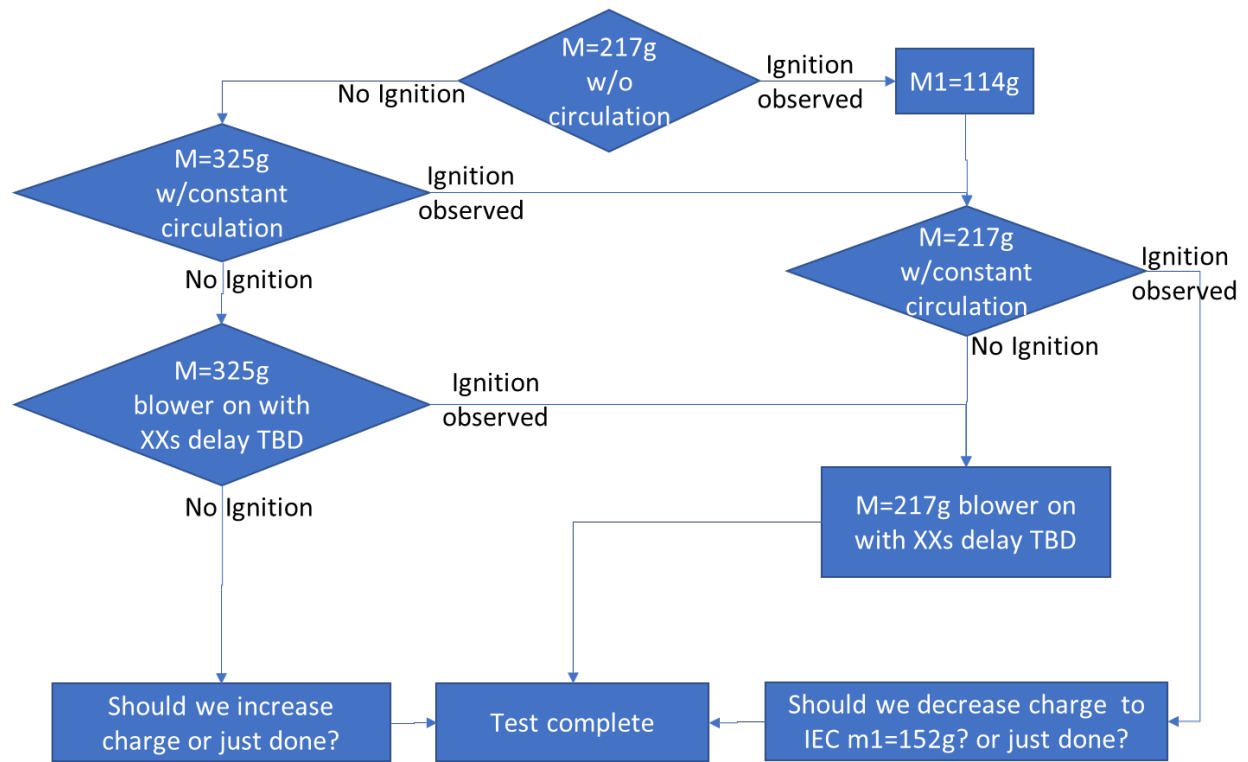 M=217g
w/o
circulation
Ignition
observed
M1=114g
No Ignition
M=325g
w/constant
circulation
Ignition
observed
M=217g
w/constant
circulation
Ignition
observed
No Ignition
No Ignition
M=325g
blower on with
XXs delay TBD
Ignition
observed
M=217g blower on
with XXs delay TBD
No Ignition
Should we increase
charge or just done?
Test complete
Should we decrease charge to
IEC m1=152g? or just done?